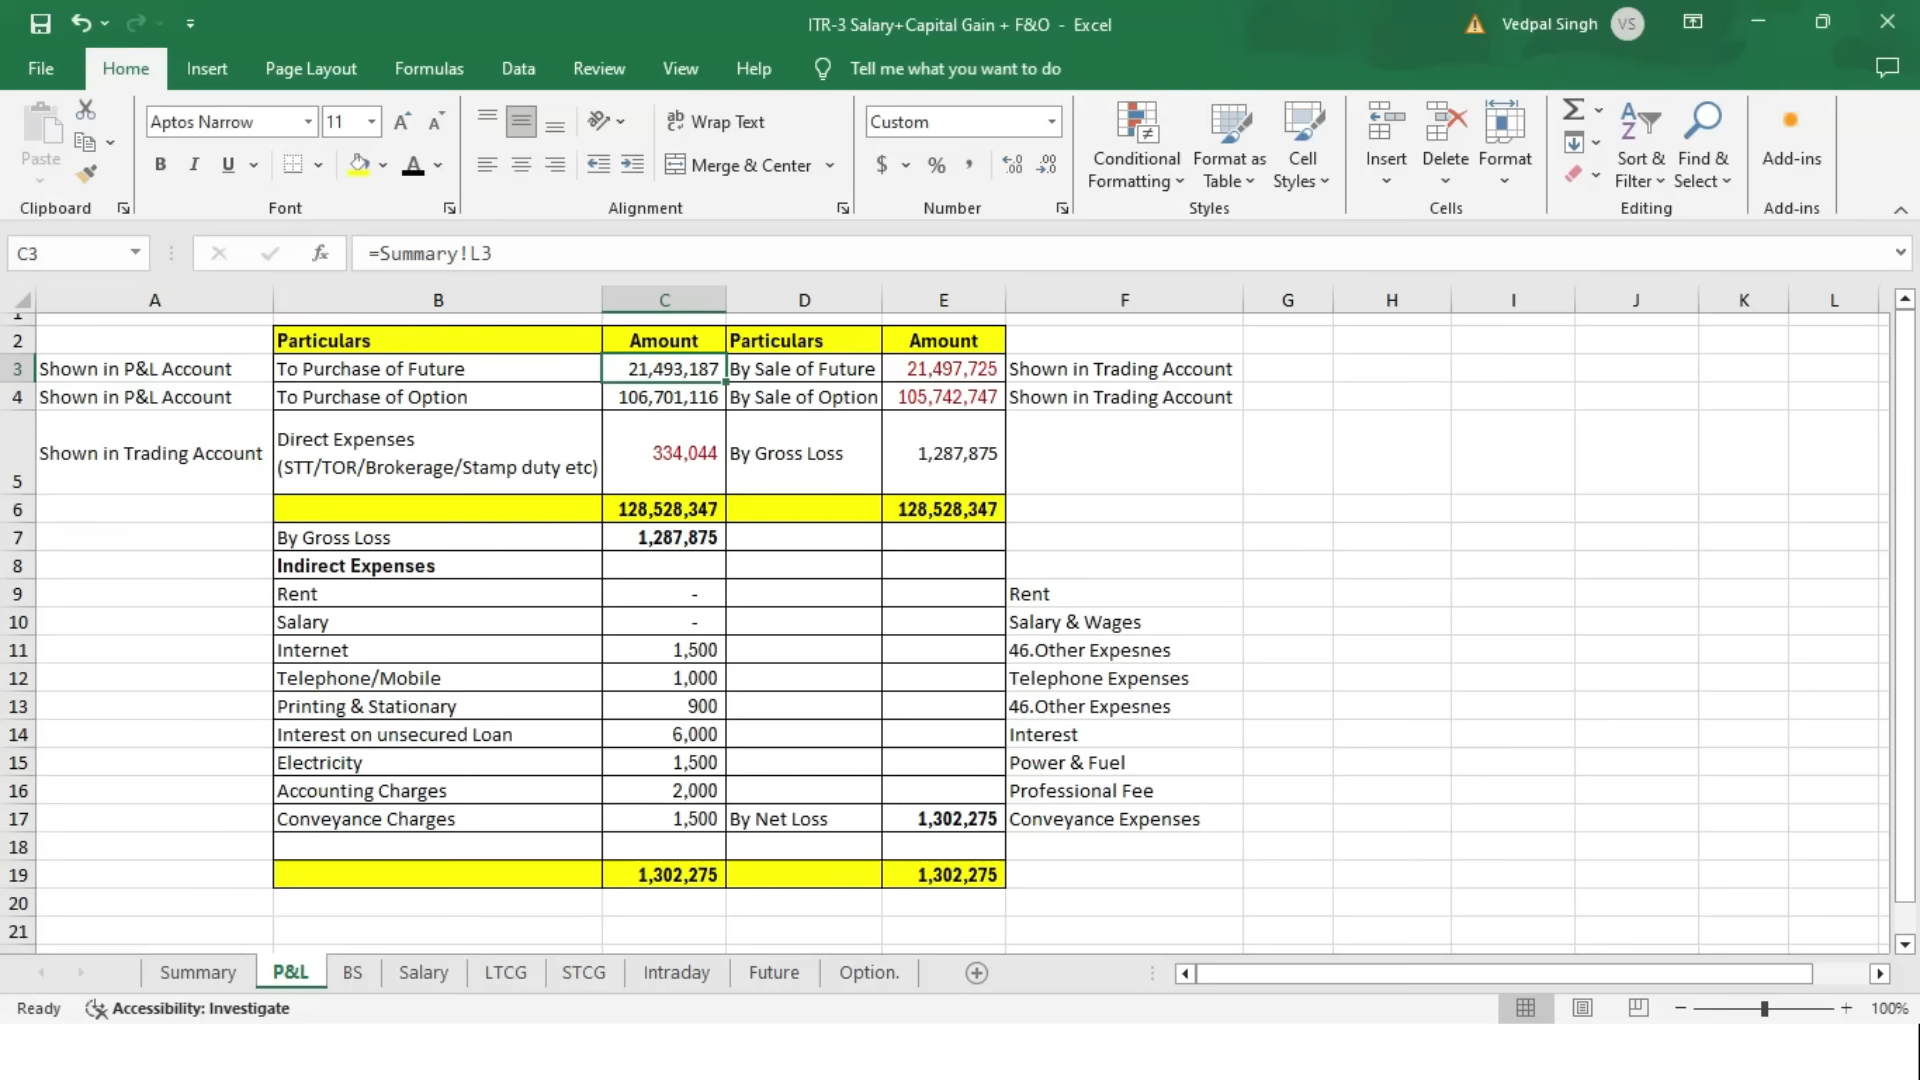 ITR-3 Salary+Capital Gain + F&O - Excel
Vedpal Singh VS
File Home Insert Page Layout Formulas Data Review View Help Tell me what you want to do
Aptos Narrow 11 A A Wrap Text Custom
Paste B I U A Merge & Center $ % , .00
Conditional Formatting Format as Table Cell Styles Insert Delete Format Sort & Filter Find & Select Add-ins
Clipboard Font Alignment Number Styles Cells Editing Add-ins
C3 fx =Summary!L3
A B C D E F G H I J K L
1
2 Particulars Amount Particulars Amount
3 Shown in P&L Account To Purchase of Future 21,493,187 By Sale of Future 21,497,725 Shown in Trading Account
4 Shown in P&L Account To Purchase of Option 106,701,116 By Sale of Option 105,742,747 Shown in Trading Account
Direct Expenses
5 Shown in Trading Account (STT/TOR/Brokerage/Stamp duty etc) 334,044 By Gross Loss 1,287,875
6 128,528,347 128,528,347
7 By Gross Loss 1,287,875
8 Indirect Expenses
9 Rent - Rent
10 Salary - Salary & Wages
11 Internet 1,500 46.Other Expesnes
12 Telephone/Mobile 1,000 Telephone Expenses
13 Printing & Stationary 900 46.Other Expesnes
14 Interest on unsecured Loan 6,000 Interest
15 Electricity 1,500 Power & Fuel
16 Accounting Charges 2,000 Professional Fee
17 Conveyance Charges 1,500 By Net Loss 1,302,275 Conveyance Expenses
18
19 1,302,275 1,302,275
20
21
Summary P&L BS Salary LTCG STCG Intraday Future Option.
Ready Accessibility: Investigate 100%